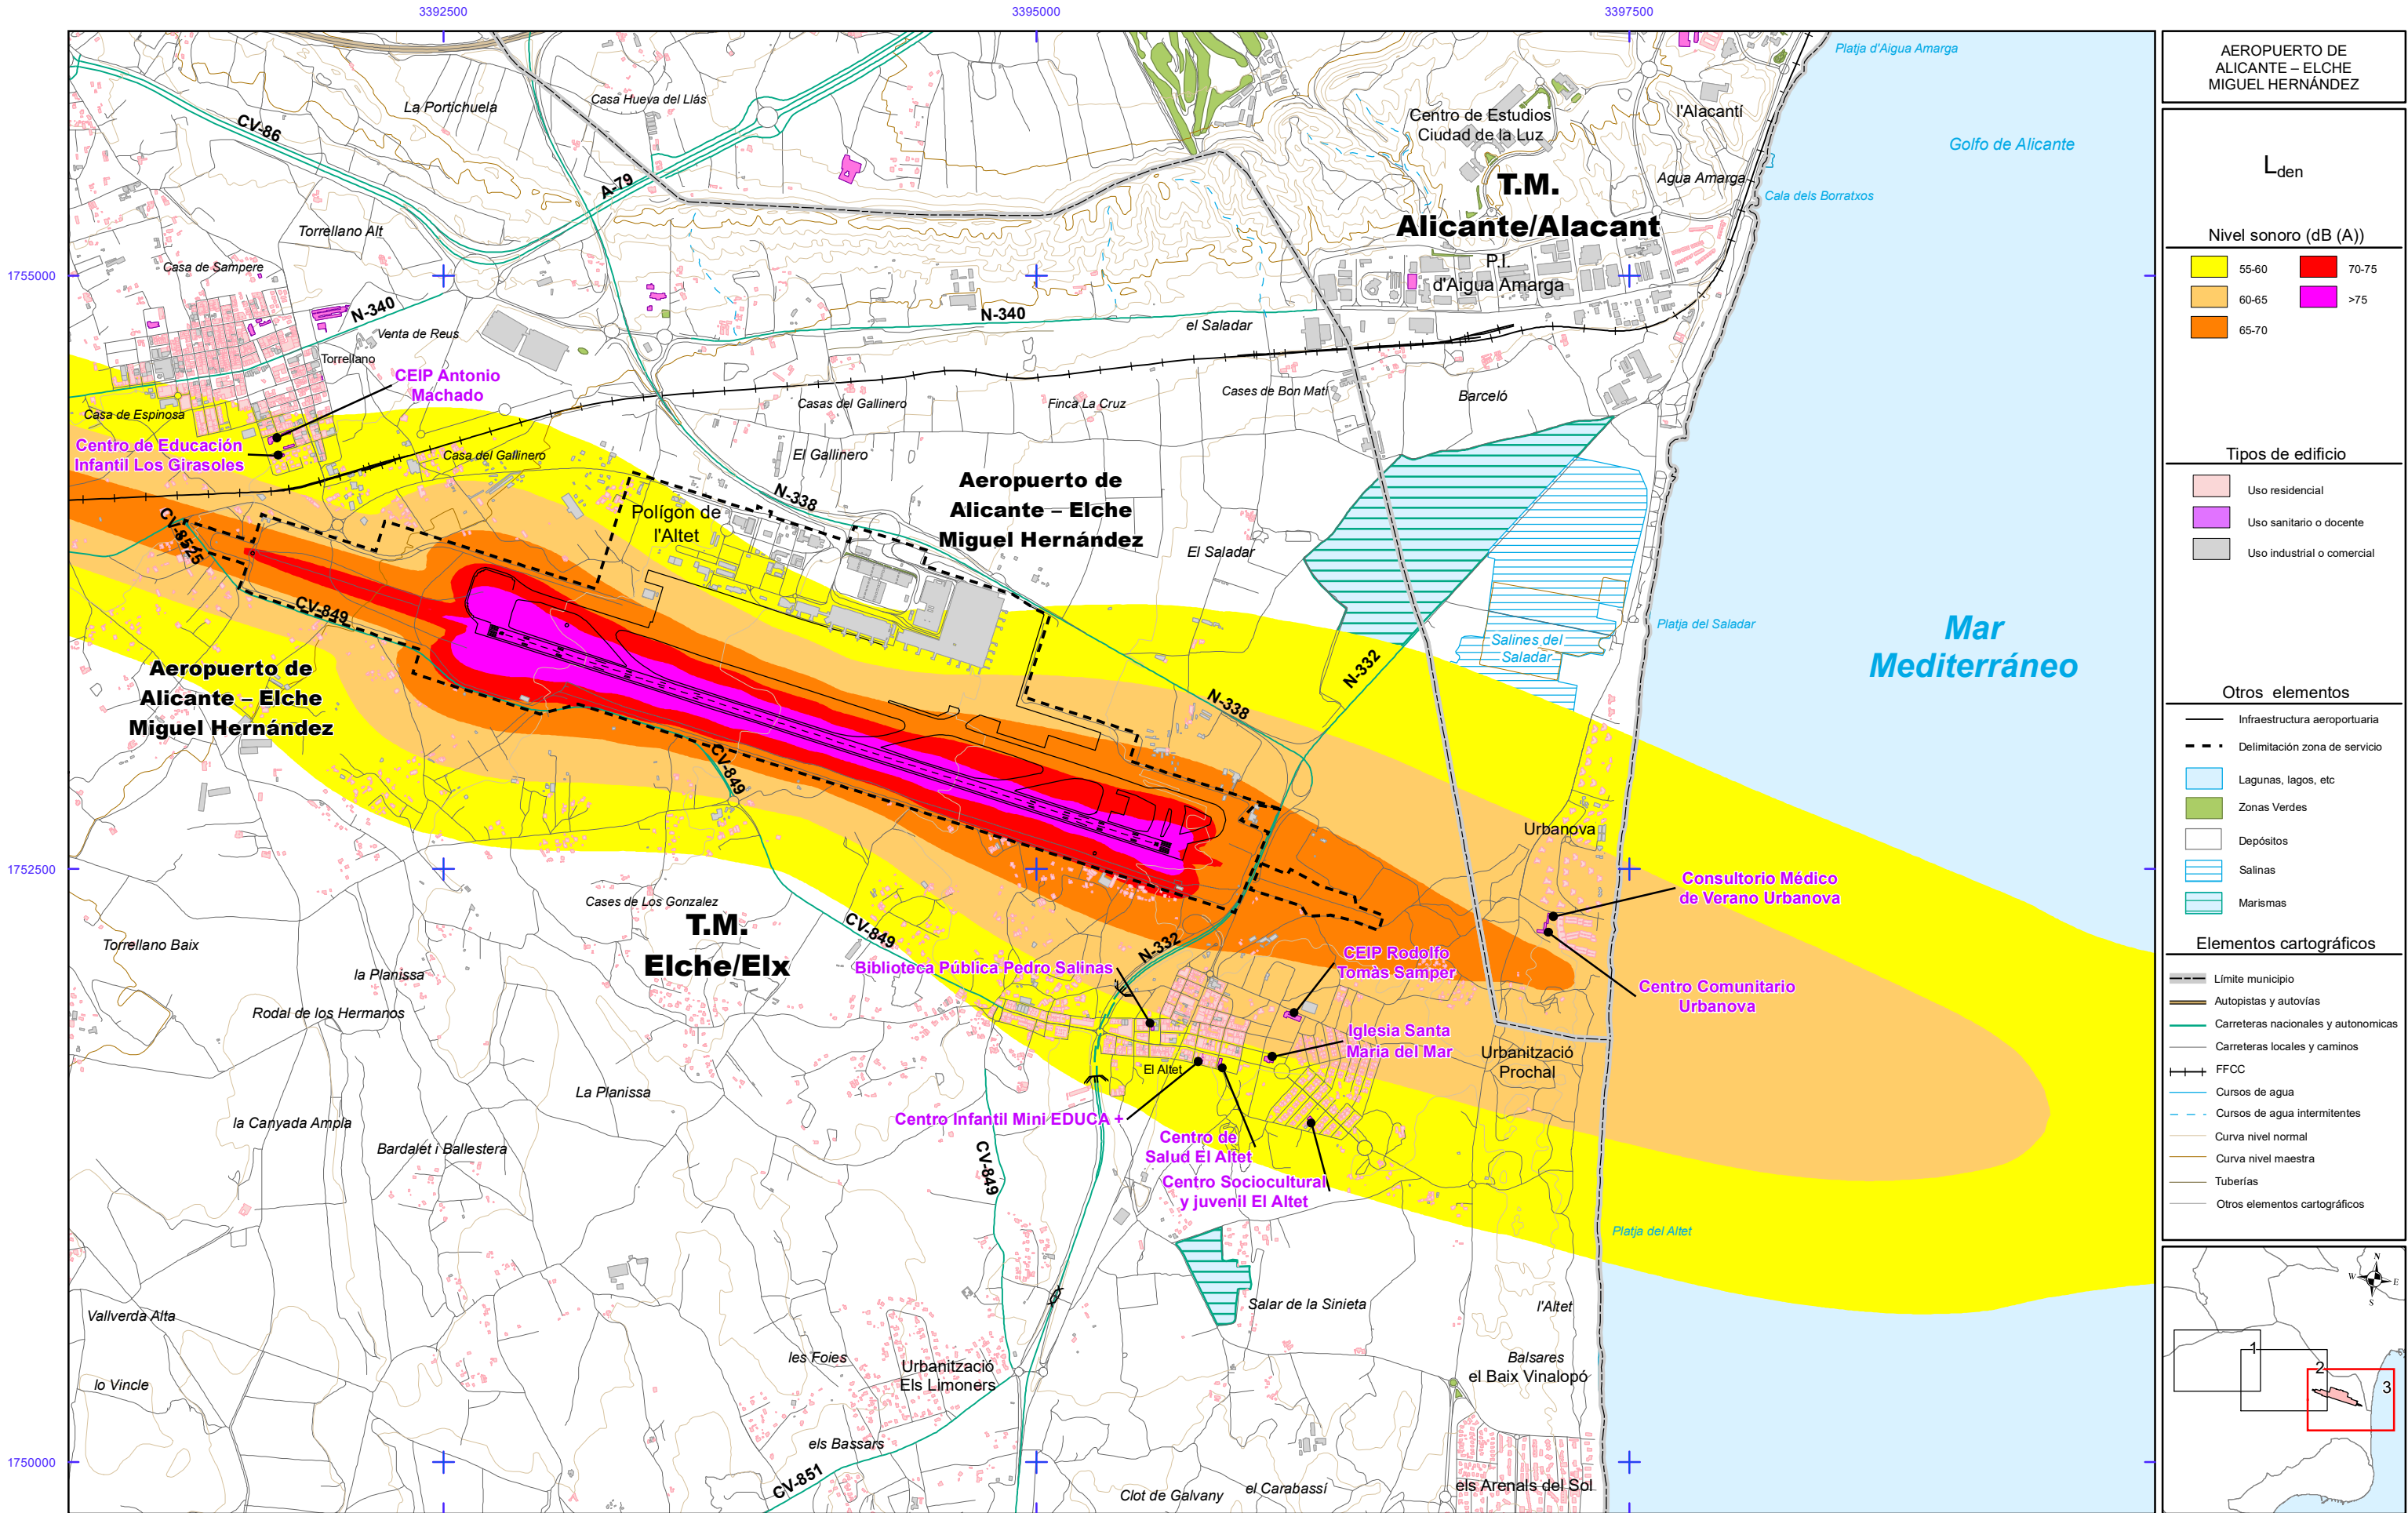 3392500
3395000
3397500
1755000
1752500
1750000
La Portichuela
Casa Hueva del Llás
CV-86
A-79
Torrellano Alt
Casa de Sampere
N-340
Venta de Reus
Torrellano
CEIP Antonio
Machado
Casa de Espinosa
Centro de Educación
Infantil Los Girasoles
Casa del Gallinero
Casas del Gallinero
El Gallinero
Finca La Cruz
Cases de Bon Matí
N-340
el Saladar
Centro de Estudios
Ciudad de la Luz
l'Alacantí
Agua Amarga
T.M.
Alicante/Alacant
P.I.
d'Aigua Amarga
Barceló
Platja d'Aigua Amarga
Golfo de Alicante
Cala dels Borratxos
N-338
Polígon de
l'Altet
Aeropuerto de
Alicante – Elche
Miguel Hernández
El Saladar
CV-8525
CV-849
Aeropuerto de
Alicante – Elche
Miguel Hernández
Salines del
Saladar
Platja del Saladar
Mar
Mediterráneo
N-332
N-338
CV-849
Urbanova
Consultorio Médico
de Verano Urbanova
Centro Comunitario
Urbanova
Cases de Los Gonzalez
T.M.
Elche/Elx
CV-849
N-332
Biblioteca Pública Pedro Salinas
CEIP Rodolfo
Tomàs Samper
Iglesia Santa
Maria del Mar
Urbanització
Prochal
El Altet
Centro Infantil Mini EDUCA +
Centro de
Salud El Altet
Centro Sociocultural
y juvenil El Altet
Torrellano Baix
la Planissa
Rodal de los Hermanos
La Planissa
la Canyada Ampla
Bardalet i Ballestera
CV-849
Platja del Altet
Vallverda Alta
lo Vincle
Salar de la Sinieta
l'Altet
les Foies
Urbanització
Els Limoners
Balsares
el Baix Vinalopó
els Bassars
CV-851
Clot de Galvany
el Carabassí
els Arenals del Sol
AEROPUERTO DE
ALICANTE – ELCHE
MIGUEL HERNÁNDEZ
Lden
Nivel sonoro (dB (A))
55-60
70-75
60-65
>75
65-70
Tipos de edificio
Uso residencial
Uso sanitario o docente
Uso industrial o comercial
Otros elementos
Infraestructura aeroportuaria
Delimitación zona de servicio
Lagunas, lagos, etc
Zonas Verdes
Depósitos
Salinas
Marismas
Elementos cartográficos
Límite municipio
Autopistas y autovías
Carreteras nacionales y autonomicas
Carreteras locales y caminos
FFCC
Cursos de agua
Cursos de agua intermitentes
Curva nivel normal
Curva nivel maestra
Tuberías
Otros elementos cartográficos
N
W
E
S
1
2
3